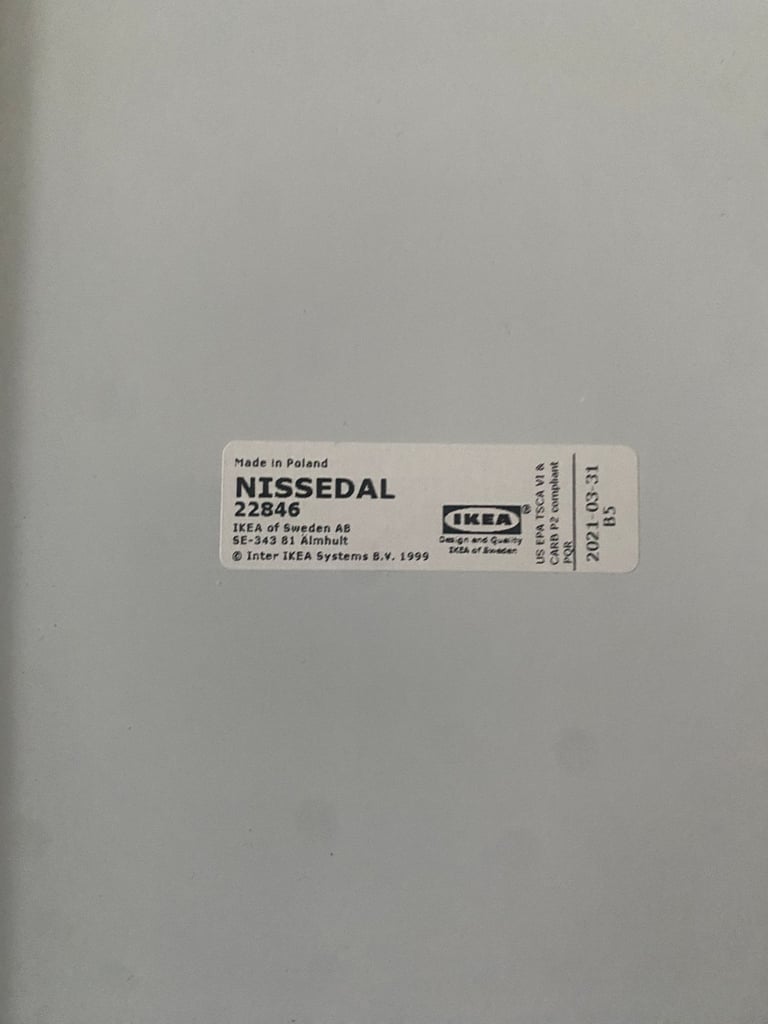 Made in Poland
NISSEDAL
22846
IKEA of Sweden AB
SE-343 81 Älmhult
© Inter IKEA Systems B.V. 1999
IKEA®
Design and Quality
IKEA of Sweden
US EPA TSCA VI &
CARB P2 compliant
PQR
2021-03-31
B5